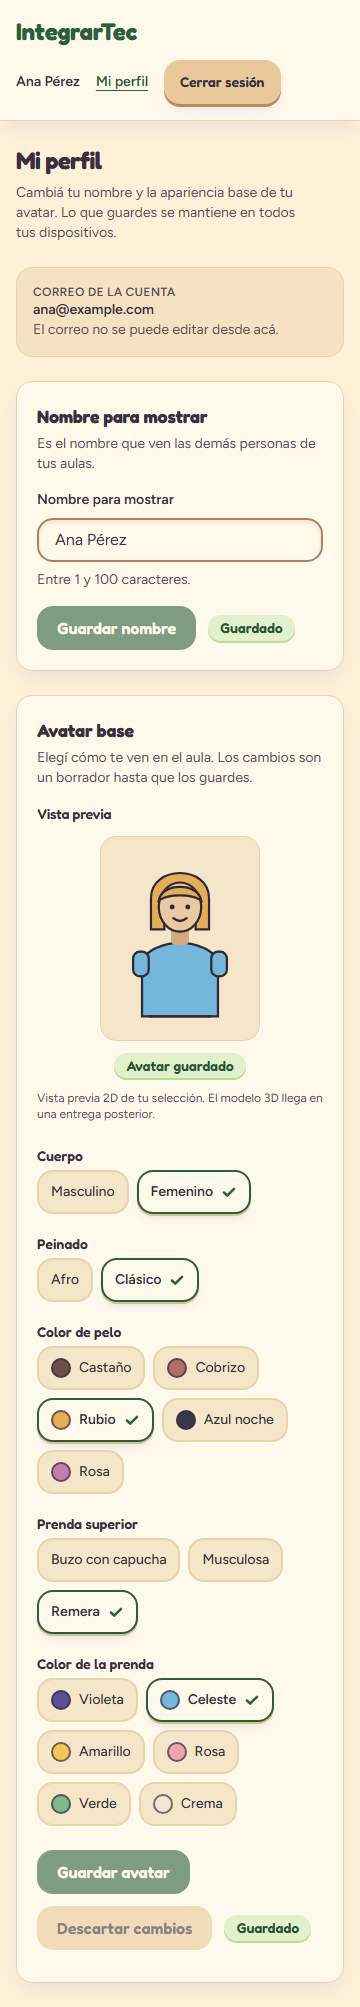 IntegrarTec
Ana Pérez Mi perfil Cerrar sesión
Mi perfil
Cambiá tu nombre y la apariencia base de tu
avatar. Lo que guardes se mantiene en todos
tus dispositivos.
CORREO DE LA CUENTA
ana@example.com
El correo no se puede editar desde acá.
Nombre para mostrar
Es el nombre que ven las demás personas de
tus aulas.
Nombre para mostrar
Ana Pérez
Entre 1 y 100 caracteres.
Guardar nombre Guardado
Avatar base
Elegí cómo te ven en el aula. Los cambios son
un borrador hasta que los guardes.
Vista previa
Avatar guardado
Vista previa 2D de tu selección. El modelo 3D llega en
una entrega posterior.
Cuerpo
Masculino Femenino
Peinado
Afro Clásico
Color de pelo
Castaño Cobrizo
Rubio Azul noche
Rosa
Prenda superior
Buzo con capucha Musculosa
Remera
Color de la prenda
Violeta Celeste
Amarillo Rosa
Verde Crema
Guardar avatar
Descartar cambios Guardado